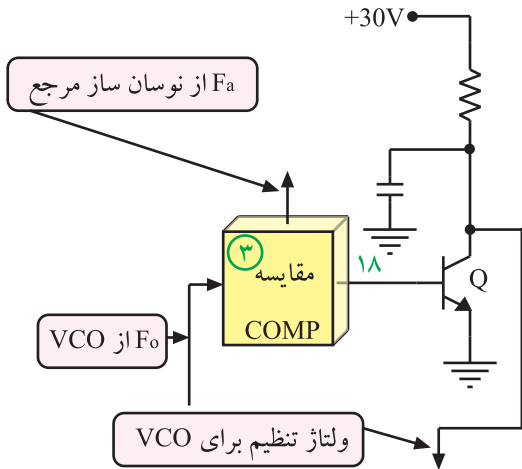 +30V
Fa از نوسان ساز مرجع
۳
مقایسه
COMP
۱۸
Q
Fo از VCO
ولتاژ تنظیم برای VCO